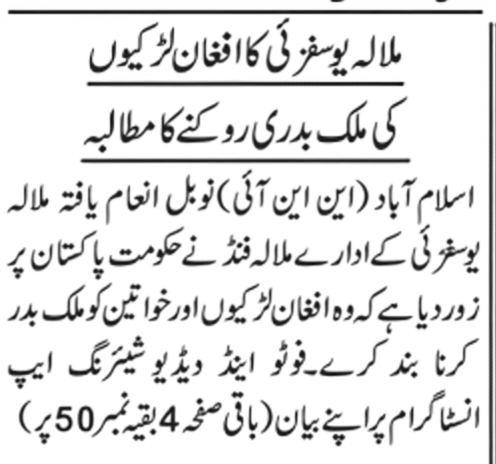 ملالہ یوسفزئی کا افغان لڑکیوں
کی ملک بدری روکنے کا مطالبہ
اسلام آباد (این این آئی) نوبل انعام یافتہ ملالہ
یوسفزئی کے ادارے ملالہ فنڈ نے حکومت پاکستان پر
زور دیا ہے کہ وہ افغان لڑکیوں اور خواتین کو ملک بدر
کرنا بند کرے۔ فوٹو اینڈ ویڈیو شیئرنگ ایپ
انسٹاگرام پر اپنے بیان (باقی صفحہ 4 بقیہ نمبر 50 پر)